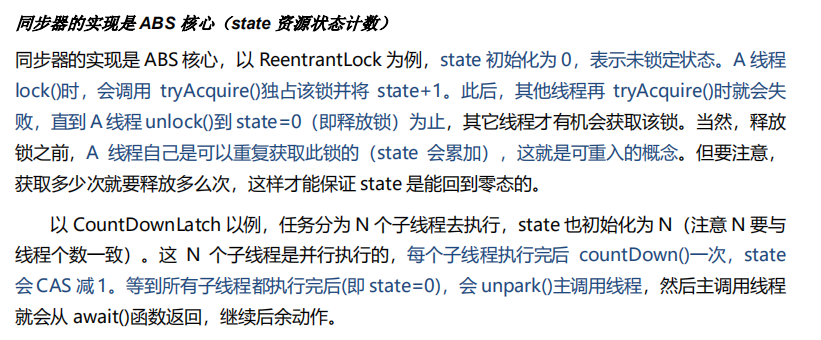 同步器的实现是 ABS 核心（state 资源状态计数）
同步器的实现是 ABS 核心，以 ReentrantLock 为例，state 初始化为 0，表示未锁定状态。A 线程
lock()时，会调用 tryAcquire()独占该锁并将 state+1。此后，其他线程再 tryAcquire()时就会失
败，直到 A 线程 unlock()到 state=0（即释放锁）为止，其它线程才有机会获取该锁。当然，释放
锁之前，A 线程自己是可以重复获取此锁的（state 会累加），这就是可重入的概念。但要注意，
获取多少次就要释放多么次，这样才能保证 state 是能回到零态的。
以 CountDownLatch 以例，任务分为 N 个子线程去执行，state 也初始化为 N（注意 N 要与
线程个数一致）。这 N 个子线程是并行执行的，每个子线程执行完后 countDown()一次，state
会 CAS 减 1。等到所有子线程都执行完后(即 state=0)，会 unpark()主调用线程，然后主调用线程
就会从 await()函数返回，继续后余动作。